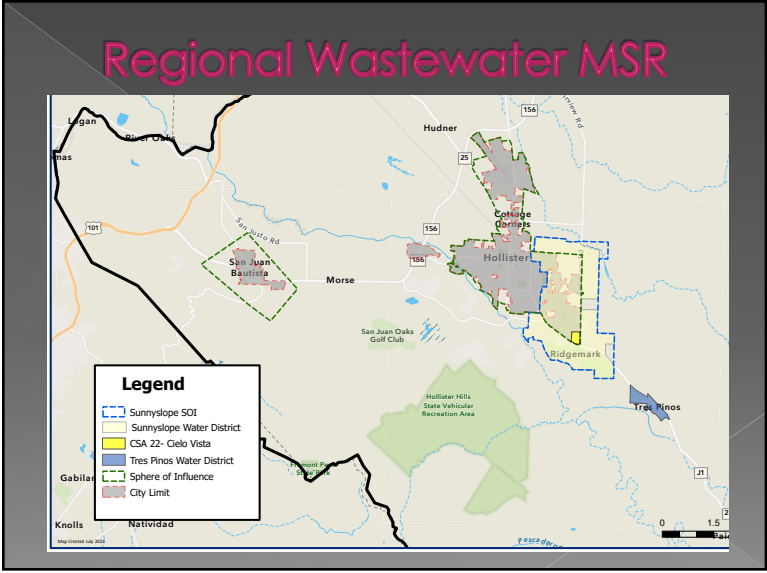 Regional Wastewater MSR
156
Logan
River Oaks
Hudner
25
Cottage
Corners
101
San Justo Rd
156
San Juan
Bautista
Hollister
Morse
San Juan Oaks
Golf Club
Ridgemark
Hollister Hills
State Vehicular
Recreation Area
Tres Pinos
Legend
Sunnyslope SOI
Sunnyslope Water District
CSA 22- Cielo Vista
Tres Pinos Water District
Sphere of Influence
City Limit
J1
Knolls
Natividad
0
1.5
Map Created July 2024